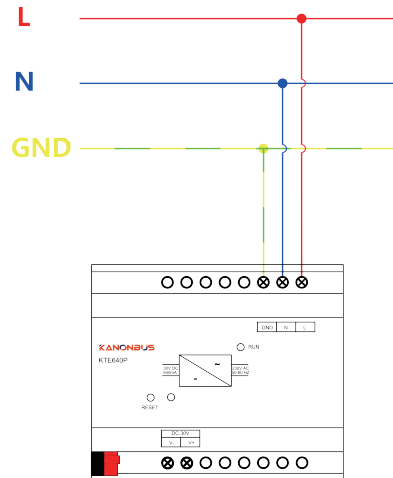 L
N
GND
GND N L
KANONBUS
KTE640P
RUN
~
30V DC
640mA
230V AC
50-60 HZ
-
RESET
DC 30V
V- V+